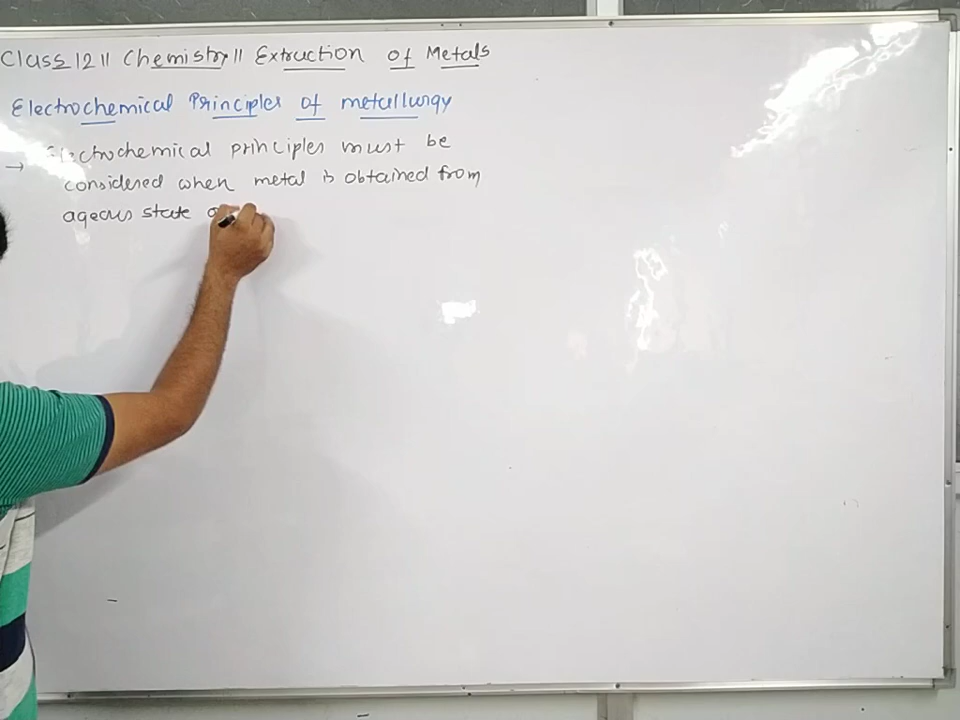 Class 12 || Chemistry || Extruction of Metals
Electrochemical Principles of metallurgy
→ Electrochemical principles must be
considered when metal is obtained from
aqeous state